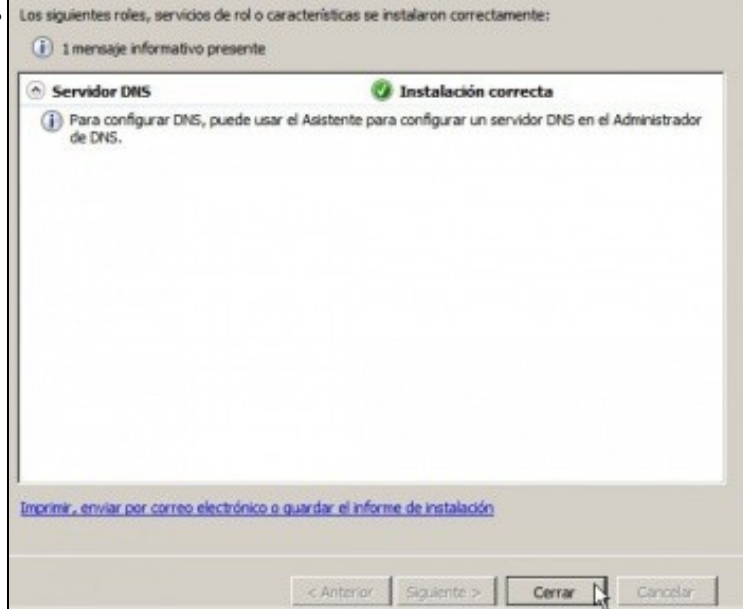 Los siguientes roles, servicios de rol o características se instalaron correctamente:
1 mensaje informativo presente
Servidor DNS Instalación correcta
Para configurar DNS, puede usar el Asistente para configurar un servidor DNS en el Administrador
de DNS.
Imprimir, enviar por correo electrónico o guardar el informe de instalación
< Anterior Siguiente > Cerrar Cancelar